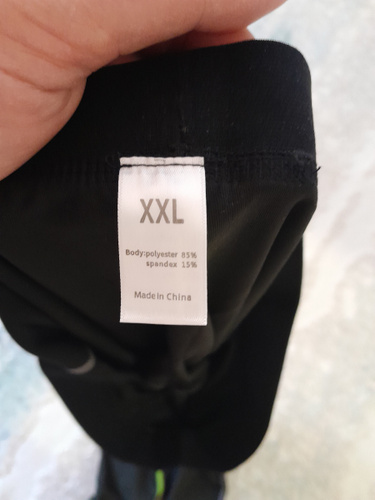 XXL
Body:polyester 85%
spandex 15%
Made in China